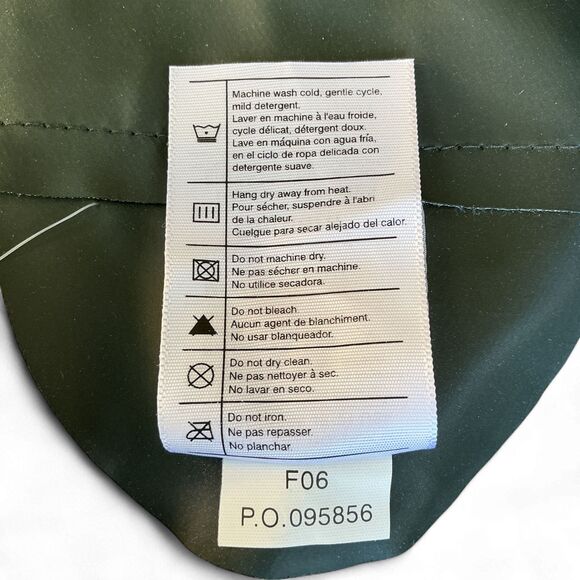 Machine wash cold, gentle cycle,
mild detergent.
Laver en machine à l'eau froide,
cycle délicat, détergent doux.
Lave en máquina con agua fría,
en el ciclo de ropa delicada con
detergente suave.
Hang dry away from heat.
Pour sécher, suspendre à l'abri
de la chaleur.
Cuelgue para secar alejado del calor.
Do not machine dry.
Ne pas sécher en machine.
No utilice secadora.
Do not bleach.
Aucun agent de blanchiment.
No usar blanqueador.
Do not dry clean.
Ne pas nettoyer à sec.
No lavar en seco.
Do not iron.
Ne pas repasser.
No planchar.
F06
P.O.095856